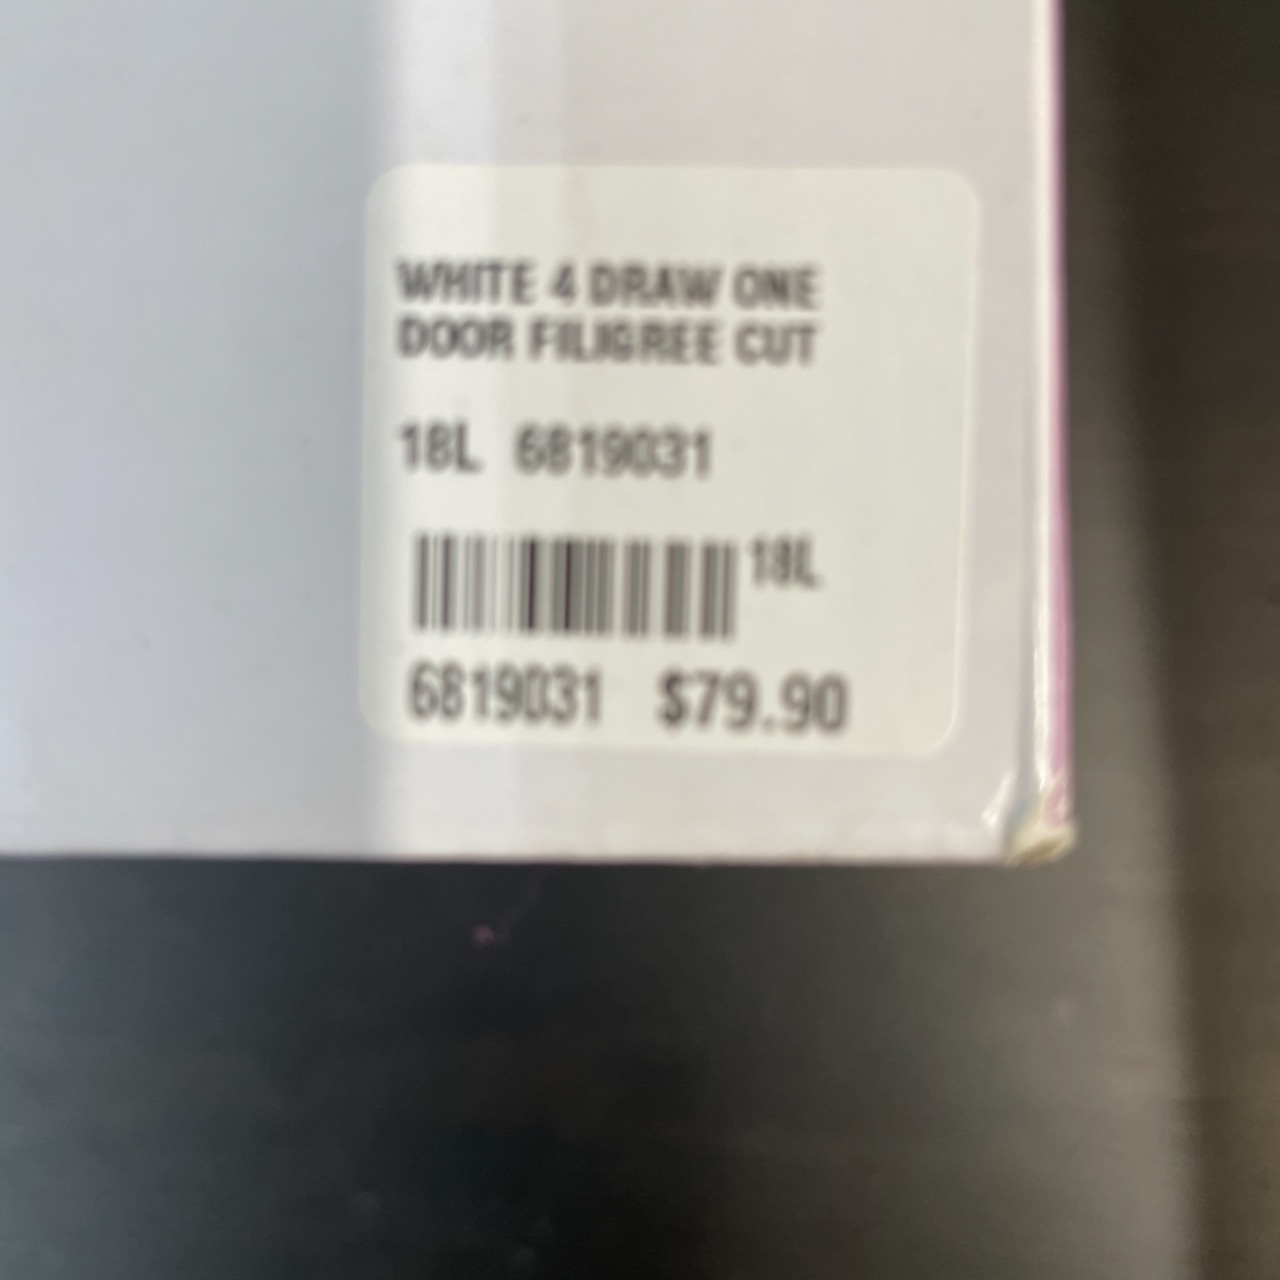 WHITE 4 DRAW ONE
DOOR FILIGREE CUT
18L 6819031
18L
6819031 $79.90